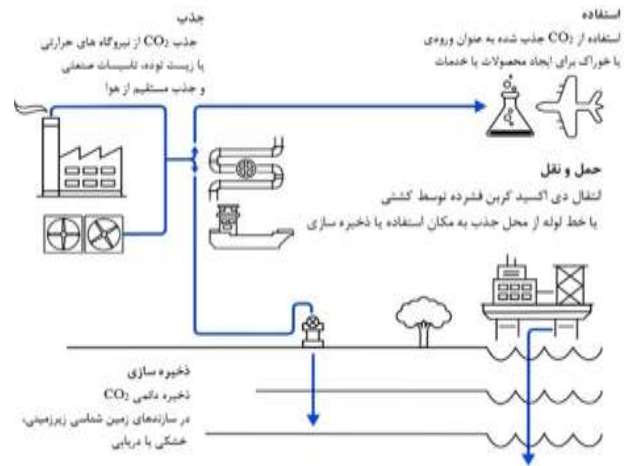 جذب
جذب CO₂ از نیروگاه های حرارتی
یا زیست توده، تاسیسات صنعتی
و جذب مستقیم از هوا
استفاده
استفاده از CO₂ جذب شده به عنوان ورودی
یا خوراک برای ایجاد محصولات یا خدمات
حمل و نقل
انتقال دی اکسید کربن فشرده توسط کشتی
یا خط لوله از محل جذب به مکان استفاده یا ذخیره سازی
ذخیره سازی
ذخیره دائمی CO₂
در سازندهای زمین شناسی زیرزمینی،
خشکی یا دریایی